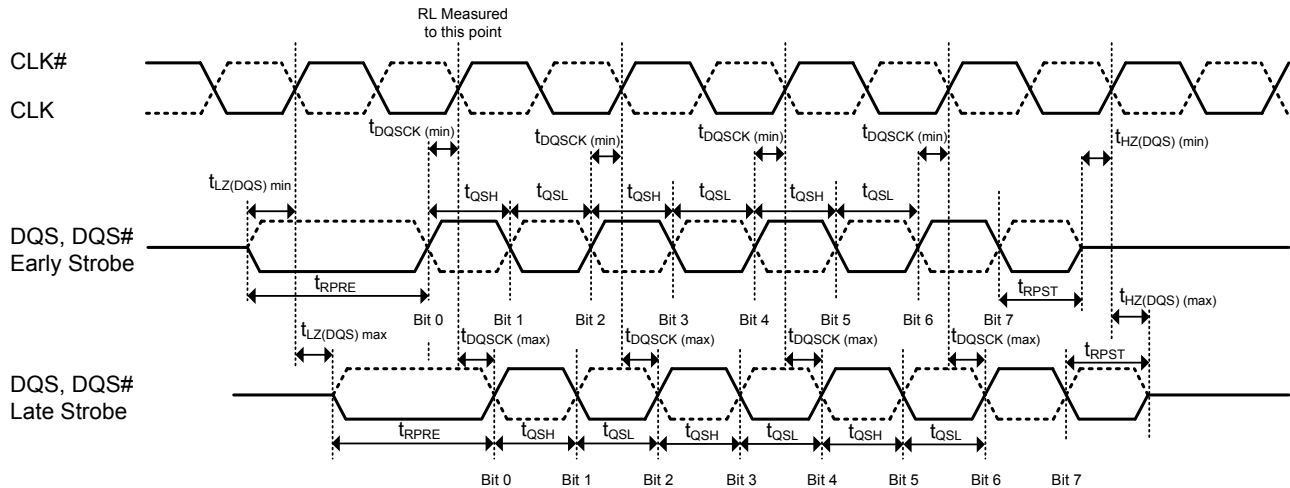 RL Measured
to this point
CLK#
CLK
tDQSCK (min)
tDQSCK (min)
tDQSCK (min)
tDQSCK (min)
tHZ(DQS) (min)
tLZ(DQS) min
tQSH
tQSL
tQSH
tQSL
tQSH
tQSL
DQS, DQS#
Early Strobe
tRPRE
tRPST
Bit 0
Bit 1
Bit 2
Bit 3
Bit 4
Bit 5
Bit 6
Bit 7
tHZ(DQS) (max)
tLZ(DQS) max
tDQSCK (max)
tDQSCK (max)
tDQSCK (max)
tDQSCK (max)
tRPST
DQS, DQS#
Late Strobe
tRPRE
tQSH
tQSL
tQSH
tQSL
tQSH
tQSL
Bit 0
Bit 1
Bit 2
Bit 3
Bit 4
Bit 5
Bit 6
Bit 7